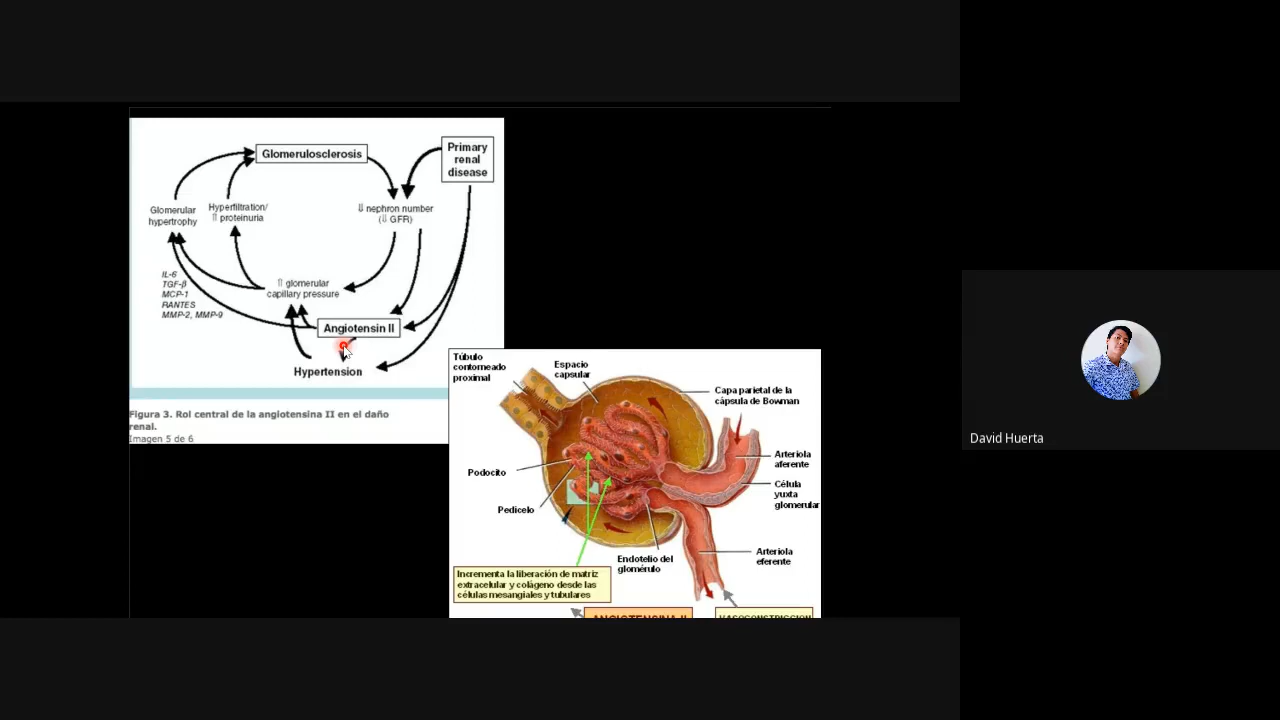 Glomerulosclerosis
Primary
renal
disease
Glomerular
hypertrophy
Hyperfiltration/
⇑ proteinuria
⇓ nephron number
(⇓ GFR)
IL-6
TGF-β
MCP-1
RANTES
MMP-2, MMP-9
⇑ glomerular
capillary pressure
Angiotensin II
Hypertension
Figura 3. Rol central de la angiotensina II en el daño
renal.
Imagen 5 de 6
Túbulo
contorneado
proximal
Espacio
capsular
Capa parietal de la
cápsula de Bowman
Arteriola
aferente
Célula
yuxta
glomerular
Podocito
Pedicelo
Endotelio del
glomérulo
Arteriola
eferente
Incrementa la liberación de matriz
extracelular y colágeno desde las
células mesangiales y tubulares
ANGIOTENSINA II
VASOCONSTRICCION
David Huerta